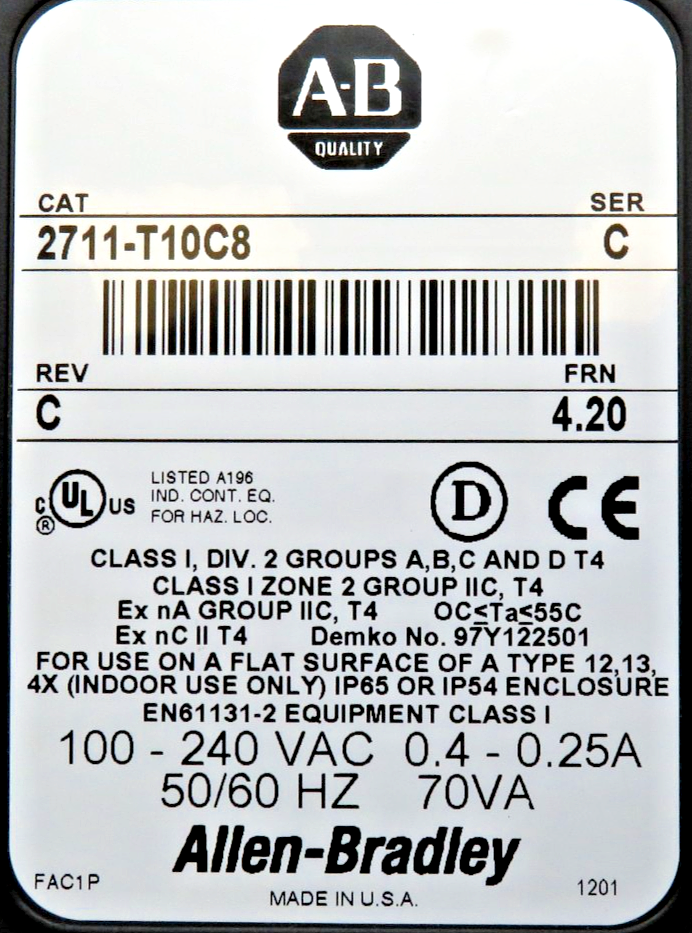 A-B
QUALITY
CAT SER
2711-T10C8 C
REV FRN
C 4.20
C UL US
®
LISTED A196
IND. CONT. EQ.
FOR HAZ. LOC.
D CE
CLASS I, DIV. 2 GROUPS A,B,C AND D T4
CLASS I ZONE 2 GROUP IIC, T4
Ex nA GROUP IIC, T4 OC≤Ta≤55C
Ex nC II T4 Demko No. 97Y122501
FOR USE ON A FLAT SURFACE OF A TYPE 12,13,
4X (INDOOR USE ONLY) IP65 OR IP54 ENCLOSURE
EN61131-2 EQUIPMENT CLASS I
100 - 240 VAC 0.4 - 0.25A
50/60 HZ 70VA
Allen-Bradley
FAC1P MADE IN U.S.A. 1201